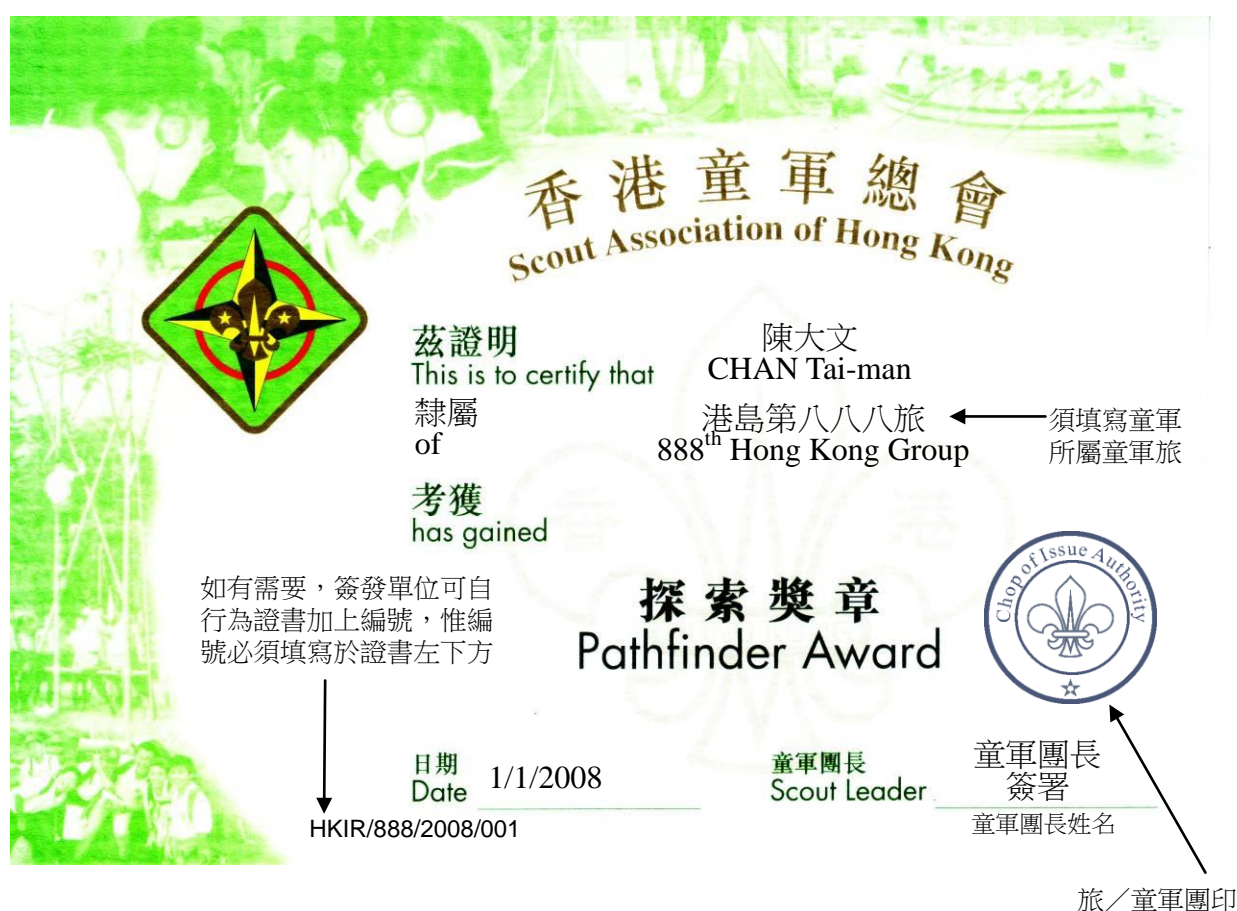 香港童軍總會
Scout Association of Hong Kong
茲證明
This is to certify that
陳大文
CHAN Tai-man
隸屬
of
港島第八八八旅
888th Hong Kong Group
須填寫童軍
所屬童軍旅
考獲
has gained
如有需要，簽發單位可自
行為證書加上編號，惟編
號必須填寫於證書左下方
探索獎章
Pathfinder Award
Chop of Issue Authority
日期
Date
1/1/2008
童軍團長
Scout Leader
童軍團長
簽署
童軍團長姓名
HKIR/888/2008/001
旅／童軍團印
香 港